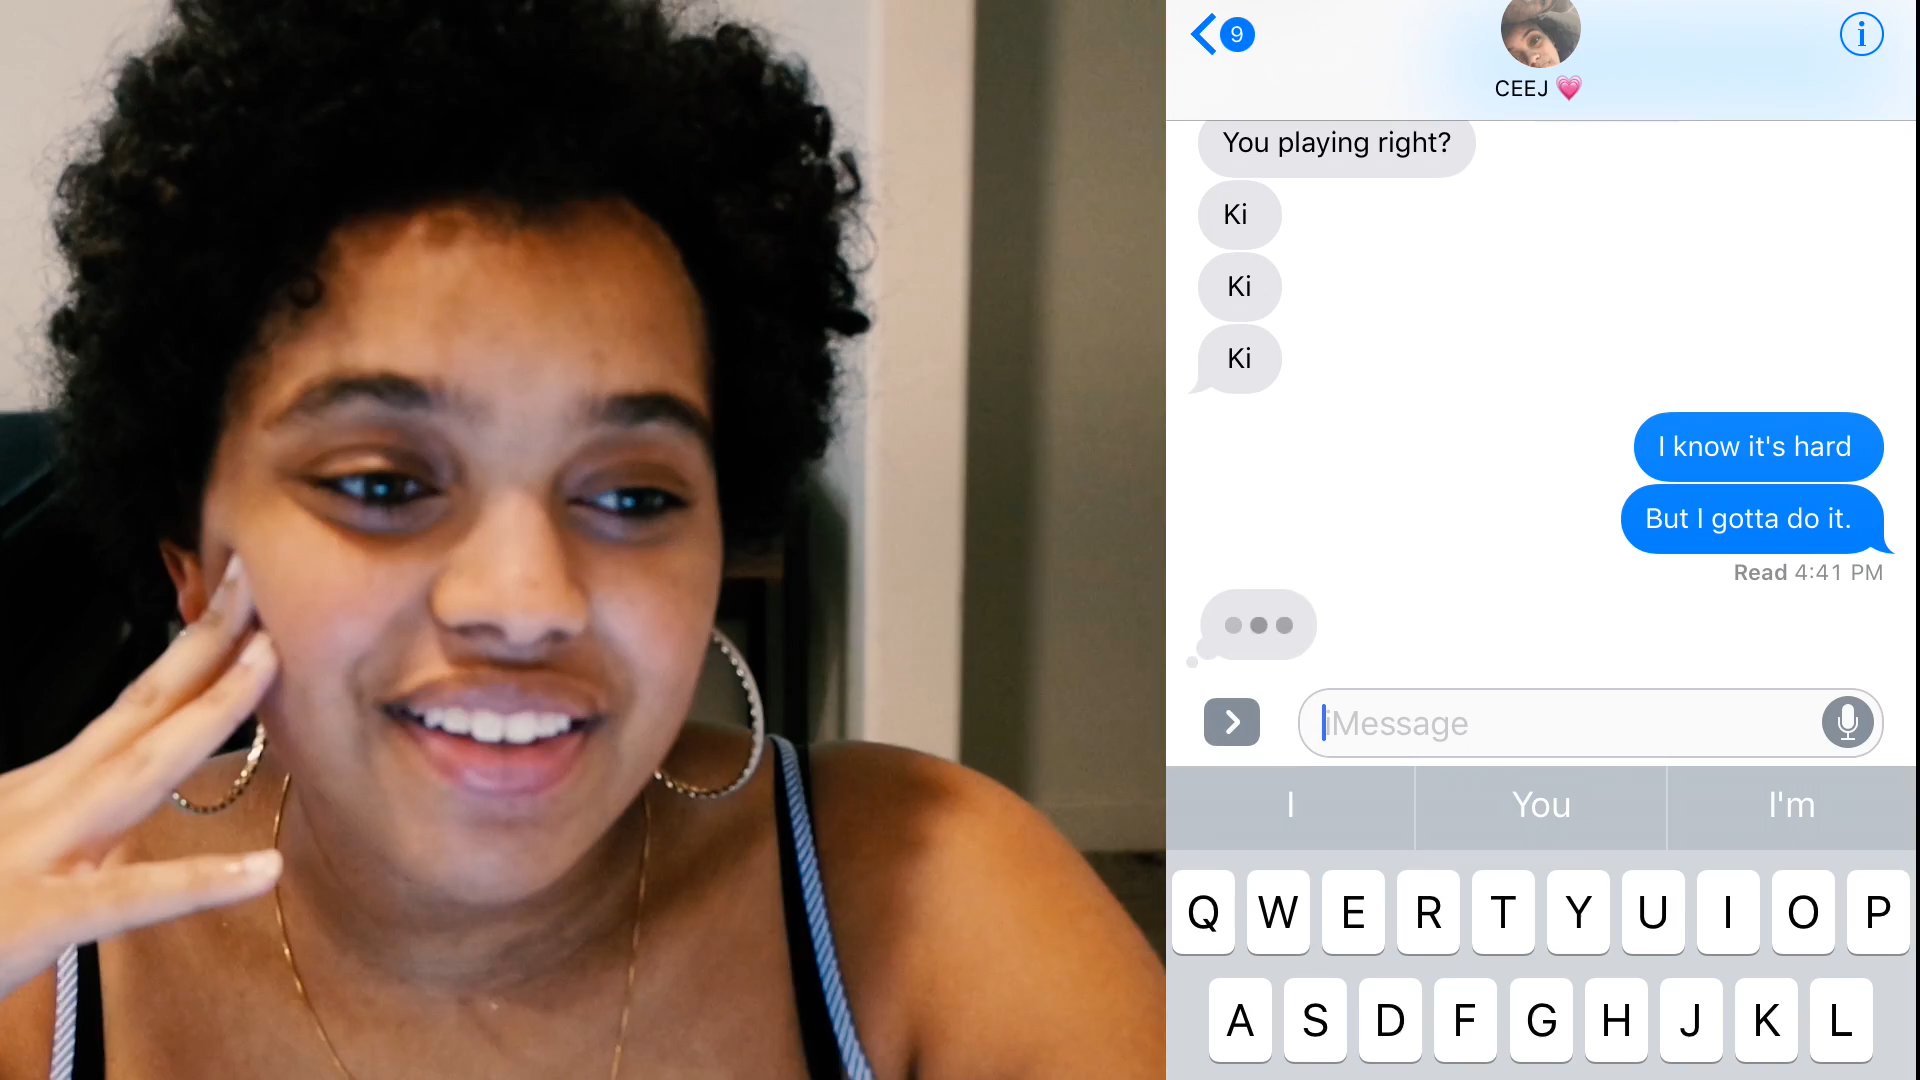 9
CEEJ 💗
You playing right?
Ki
Ki
Ki
I know it's hard
But I gotta do it.
Read 4:41 PM
iMessage
I You I'm
Q W E R T Y U I O P
A S D F G H J K L